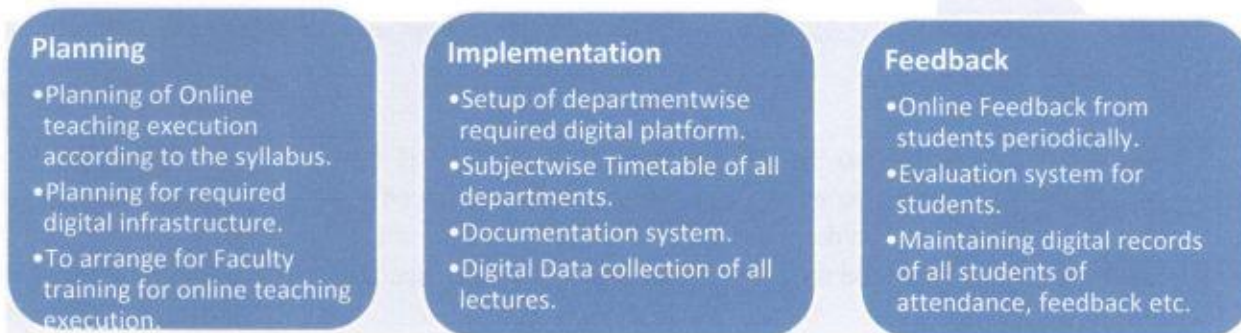 Planning
•Planning of Online
teaching execution
according to the syllabus.
•Planning for required
digital infrastructure.
•To arrange for Faculty
training for online teaching
execution.
Implementation
•Setup of departmentwise
required digital platform.
•Subjectwise Timetable of all
departments.
•Documentation system.
•Digital Data collection of all
lectures.
Feedback
•Online Feedback from
students periodically.
•Evaluation system for
students.
•Maintaining digital records
of all students of
attendance, feedback etc.